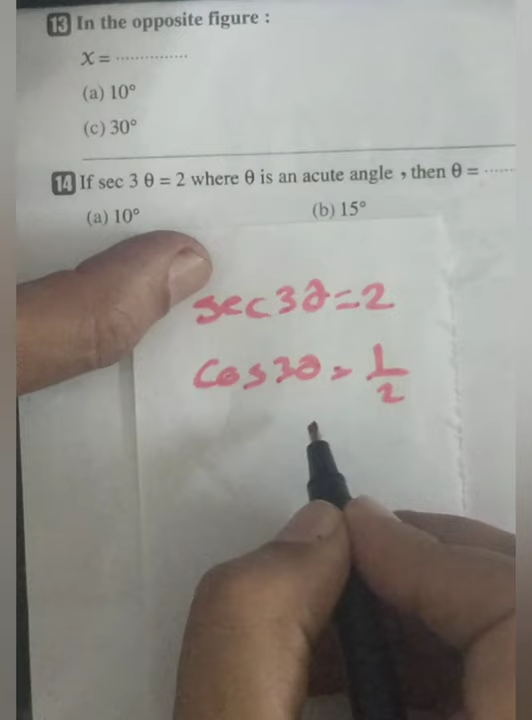 13 In the opposite figure :
x = ...............
(a) 10°
(c) 30°
14 If sec 3 θ = 2 where θ is an acute angle , then θ = ......
(a) 10°
(b) 15°
sec3θ=2
cos3θ = 1/2